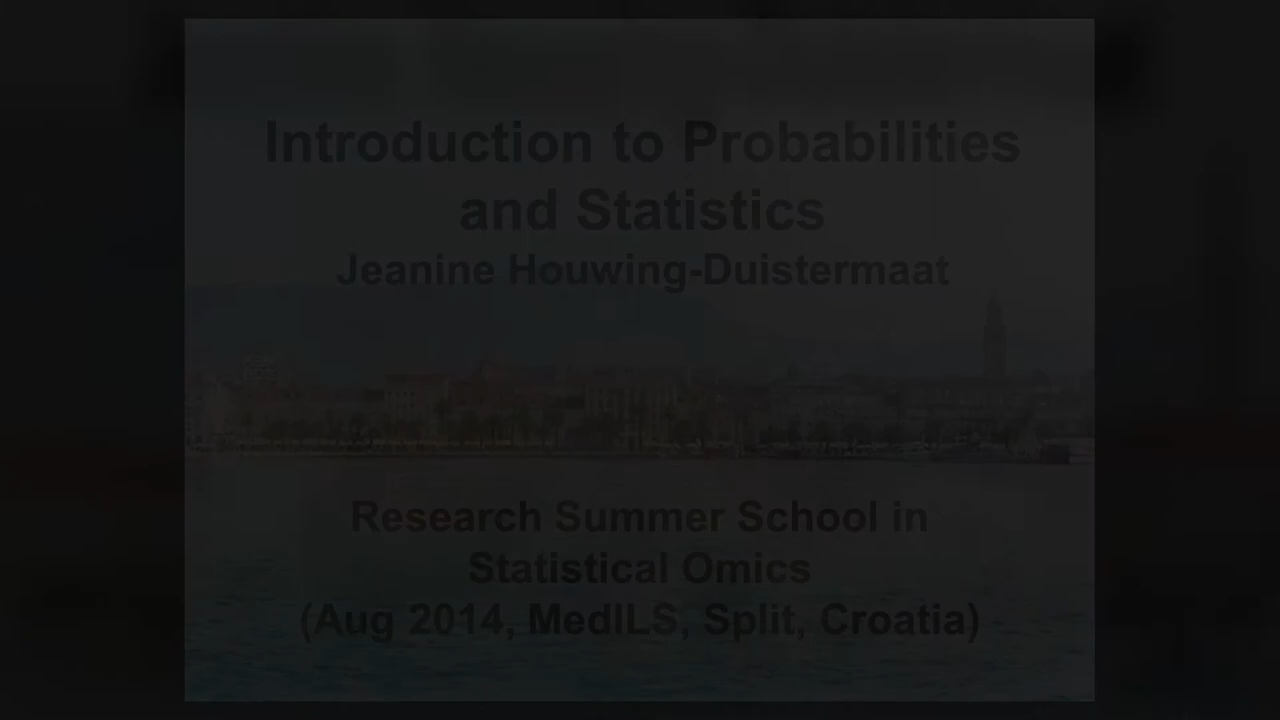 Introduction to Probabilities
and Statistics
Jeanine Houwing-Duistermaat
Research Summer School in
Statistical Omics
(Aug 2014, MedILS, Split, Croatia)